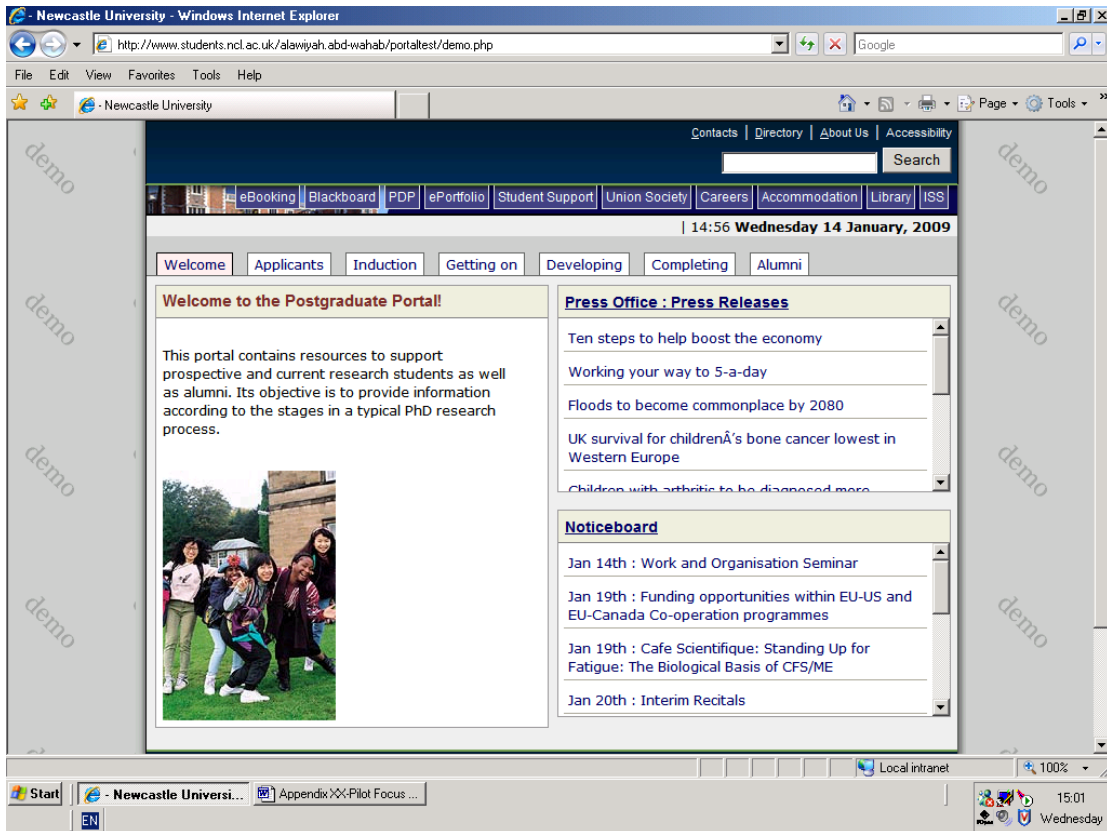 - Newcastle University - Windows Internet Explorer
http://www.students.ncl.ac.uk/alawiyah.abd-wahab/portaltest/demo.php
Google
File Edit View Favorites Tools Help
- Newcastle University
Page Tools »
Contacts | Directory | About Us | Accessibility
Search
eBooking Blackboard PDP ePortfolio Student Support Union Society Careers Accommodation Library ISS
| 14:56 Wednesday 14 January, 2009
Welcome Applicants Induction Getting on Developing Completing Alumni
Welcome to the Postgraduate Portal!
This portal contains resources to support
prospective and current research students as well
as alumni. Its objective is to provide information
according to the stages in a typical PhD research
process.
Press Office : Press Releases
Ten steps to help boost the economy
Working your way to 5-a-day
Floods to become commonplace by 2080
UK survival for childrenÂ´s bone cancer lowest in
Western Europe
Children with arthritis to be diagnosed more
Noticeboard
Jan 14th : Work and Organisation Seminar
Jan 19th : Funding opportunities within EU-US and
EU-Canada Co-operation programmes
Jan 19th : Cafe Scientifique: Standing Up for
Fatigue: The Biological Basis of CFS/ME
Jan 20th : Interim Recitals
demo
demo
demo
demo
demo
demo
demo
demo
Local intranet
100%
Start
- Newcastle Universi...
Appendix XX-Pilot Focus ...
15:01
EN
Wednesday